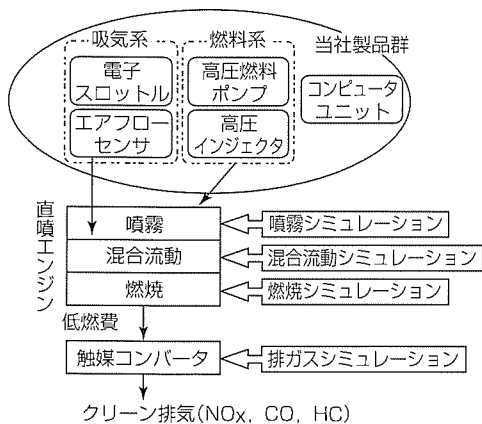 吸気系
燃料系
当社製品群
電子
スロットル
高圧燃料
ポンプ
コンピュータ
ユニット
エアフロー
センサ
高圧
インジェクタ
直噴エンジン
噴霧
噴霧シミュレーション
混合流動
混合流動シミュレーション
燃焼
燃焼シミュレーション
低燃費
触媒コンバータ
排ガスシミュレーション
クリーン排気(NOx, CO, HC)